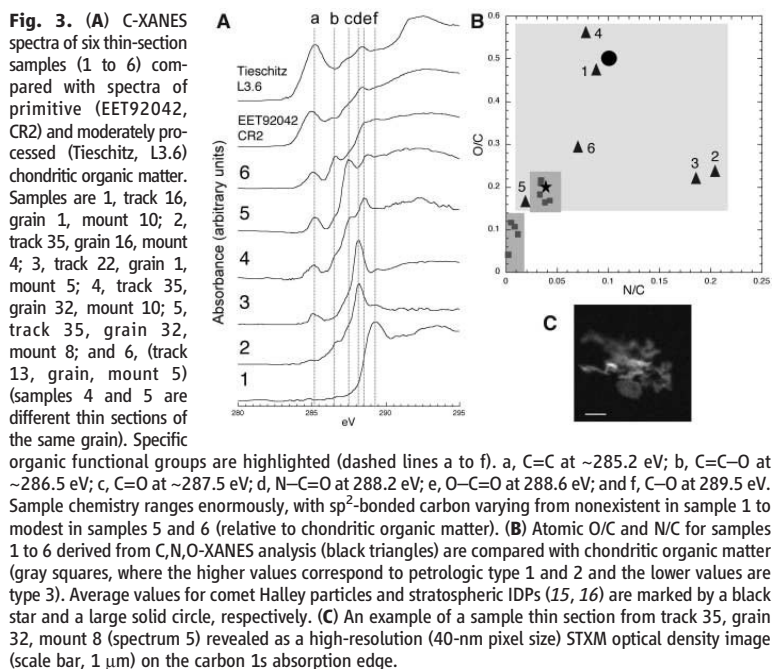 Fig. 3. (A) C-XANES
spectra of six thin-section
samples (1 to 6) com-
pared with spectra of
primitive (EET92042,
CR2) and moderately pro-
cessed (Tieschitz, L3.6)
chondritic organic matter.
Samples are 1, track 16,
grain 1, mount 10; 2,
track 35, grain 16, mount
4; 3, track 22, grain 1,
mount 5; 4, track 35,
grain 32, mount 10; 5,
track 35, grain 32,
mount 8; and 6, (track
13, grain, mount 5)
(samples 4 and 5 are
different thin sections of
the same grain). Specific
organic functional groups are highlighted (dashed lines a to f). a, C=C at ~285.2 eV; b, C=C–O at
~286.5 eV; c, C=O at ~287.5 eV; d, N–C=O at 288.2 eV; e, O–C=O at 288.6 eV; and f, C–O at 289.5 eV.
Sample chemistry ranges enormously, with sp²-bonded carbon varying from nonexistent in sample 1 to
modest in samples 5 and 6 (relative to chondritic organic matter). (B) Atomic O/C and N/C for samples
1 to 6 derived from C,N,O-XANES analysis (black triangles) are compared with chondritic organic matter
(gray squares, where the higher values correspond to petrologic type 1 and 2 and the lower values are
type 3). Average values for comet Halley particles and stratospheric IDPs (15, 16) are marked by a black
star and a large solid circle, respectively. (C) An example of a sample thin section from track 35, grain
32, mount 8 (spectrum 5) revealed as a high-resolution (40-nm pixel size) STXM optical density image
(scale bar, 1 μm) on the carbon 1s absorption edge.
A
a b c d e f
Tieschitz
L3.6
EET92042
CR2
6
5
4
3
2
1
Absorbance (arbitrary units)
280 285 290 295
eV
B
0.6
0.5
0.4
0.3
0.2
0.1
0
O/C
4
1
6
3 2
5
0 0.05 0.1 0.15 0.2 0.25
N/C
C